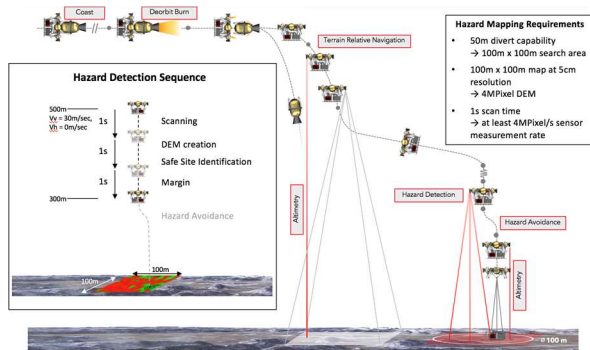 Coast
Deorbit Burn
Terrain Relative Navigation
Hazard Mapping Requirements
• 50m divert capability
→ 100m x 100m search area
• 100m x 100m map at 5cm
resolution
→ 4MPixel DEM
• 1s scan time
→ at least 4MPixel/s sensor
measurement rate
Hazard Detection Sequence
500m
Vv = 30m/sec,
Vh = 0m/sec
1s
Scanning
1s
DEM creation
Safe Site Identification
1s
Margin
300m
Hazard Avoidance
100m
100m
Altimetry
Hazard Detection
Hazard Avoidance
Altimetry
ø 100 m